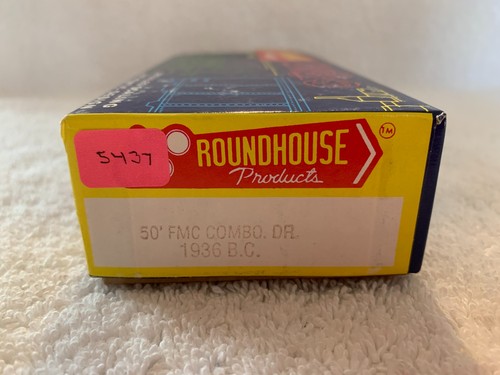 5437
ROUNDHOUSE
TM
Products
50' FMC COMBO. DR.
1936 B.C.